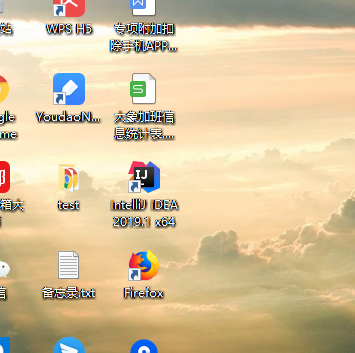 站
WPS H5
专项附加扣
除手机APP...
gle
me
YoudaoN...
大象加班信
息统计表....
箱大
test
IntelliJ IDEA
2019.1 x64
信
备忘录.txt
Firefox